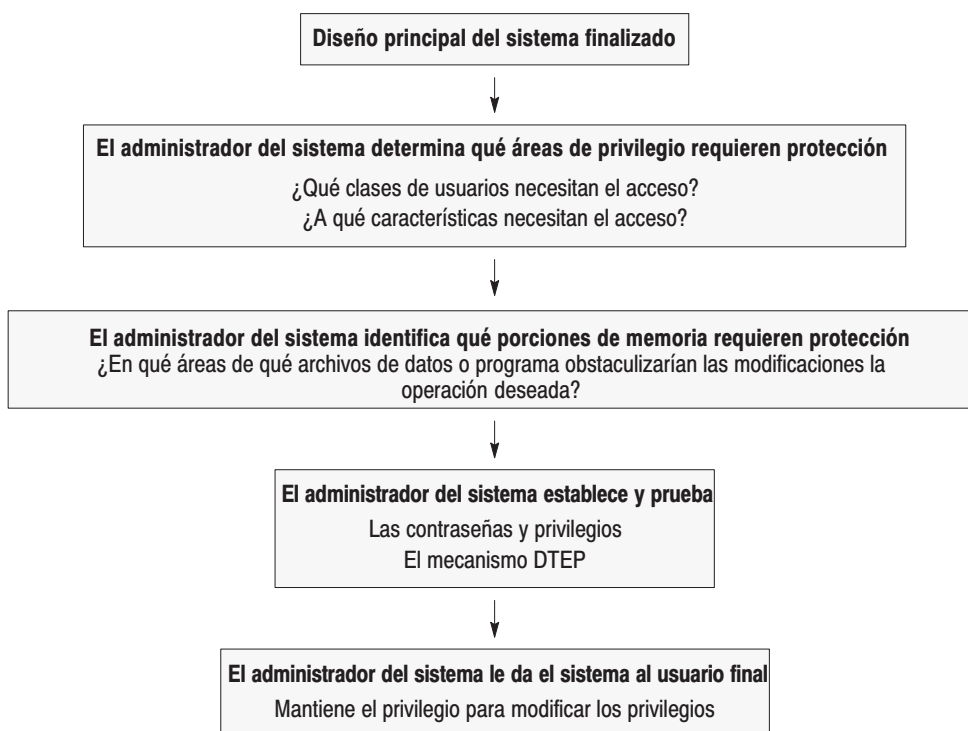 Diseño principal del sistema finalizado
El administrador del sistema determina qué áreas de privilegio requieren protección
¿Qué clases de usuarios necesitan el acceso?
¿A qué características necesitan el acceso?
El administrador del sistema identifica qué porciones de memoria requieren protección
¿En qué áreas de qué archivos de datos o programa obstaculizarían las modificaciones la
operación deseada?
El administrador del sistema establece y prueba
Las contraseñas y privilegios
El mecanismo DTEP
El administrador del sistema le da el sistema al usuario final
Mantiene el privilegio para modificar los privilegios